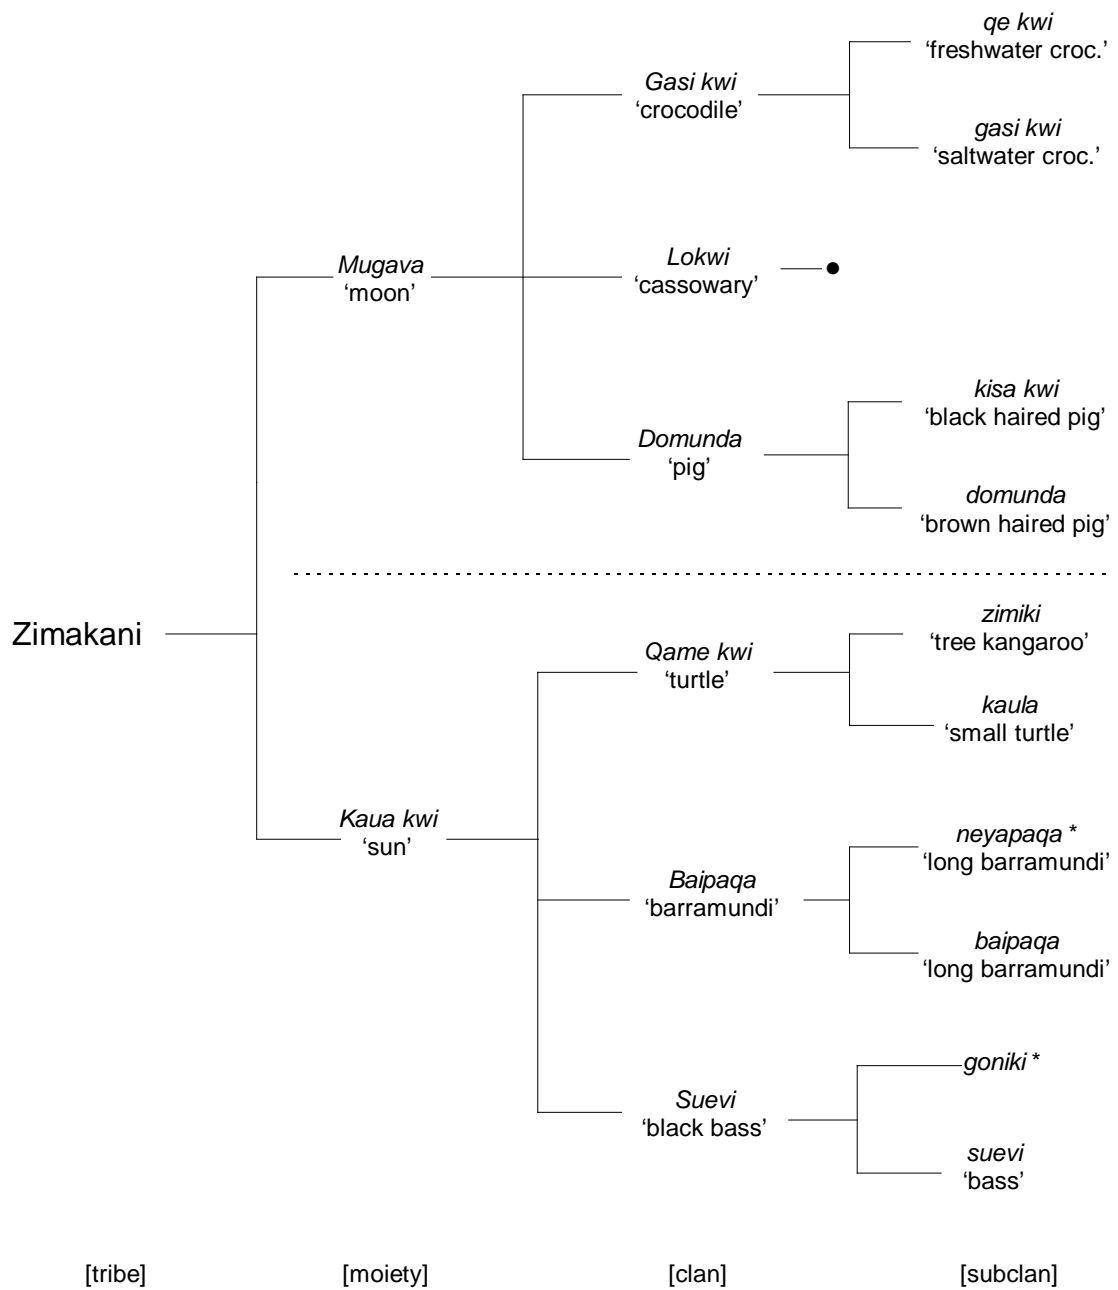 qe kwi
‘freshwater croc.’
Gasi kwi
‘crocodile’
gasi kwi
‘saltwater croc.’
Mugava
‘moon’
Lokwi
‘cassowary’
kisa kwi
‘black haired pig’
Domunda
‘pig’
domunda
‘brown haired pig’
Zimakani
zimiki
‘tree kangaroo’
Qame kwi
‘turtle’
kaula
‘small turtle’
Kaua kwi
‘sun’
neyapaqa *
‘long barramundi’
Baipaqa
‘barramundi’
baipaqa
‘long barramundi’
goniki *
Suevi
‘black bass’
suevi
‘bass’
[tribe] [moiety] [clan] [subclan]